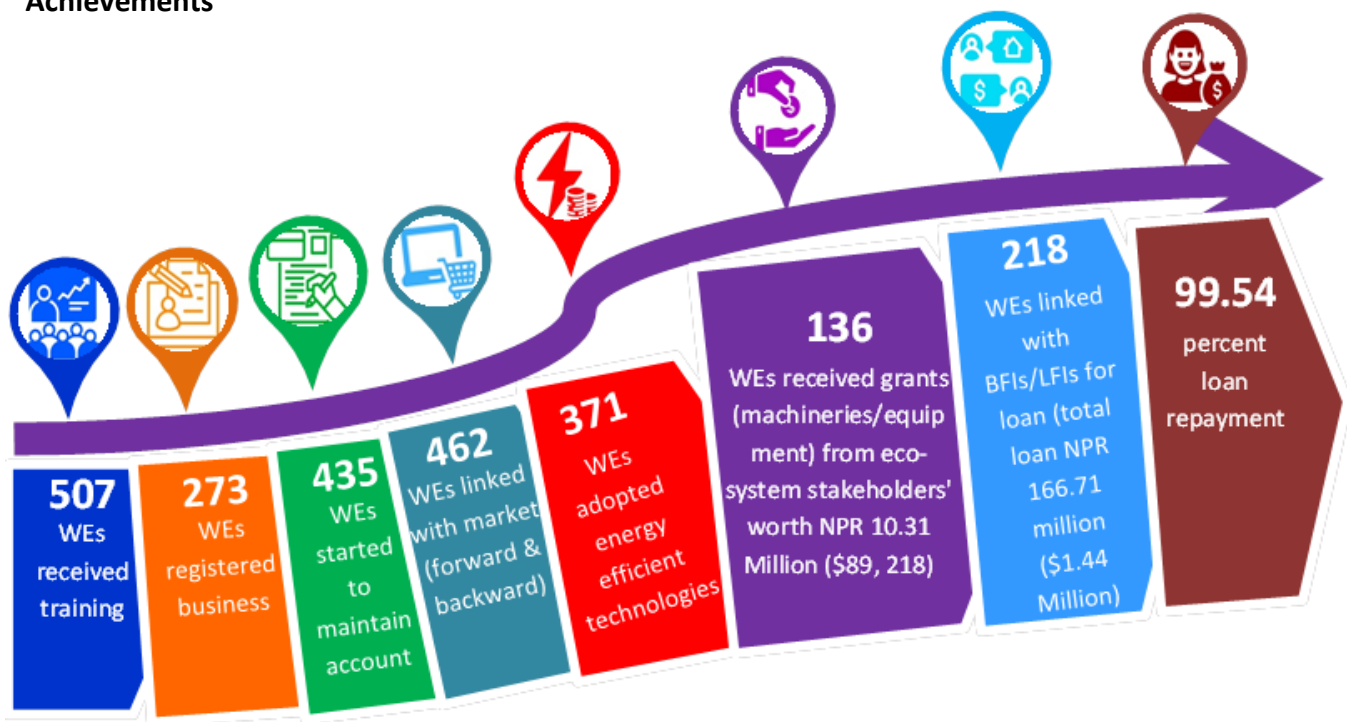 Achievements
507
WEs
received
training
273
WEs
registered
business
435
WEs
started
to
maintain
account
462
WEs linked
with market
(forward &
backward)
371
WEs
adopted
energy
efficient
technologies
136
WEs received grants
(machineries/equip
ment) from eco-
system stakeholders'
worth NPR 10.31
Million ($89, 218)
218
WEs linked
with
BFIs/LFIs for
loan (total
loan NPR
166.71
million
($1.44
Million)
99.54
percent
loan
repayment